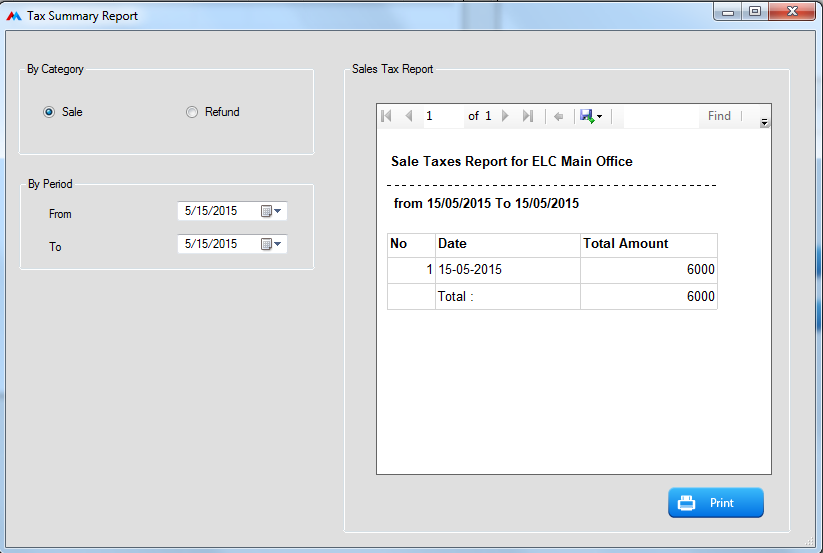 Tax Summary Report
By Category
Sale
Refund
By Period
From
5/15/2015
To
5/15/2015
Sales Tax Report
1 of 1 Find
Sale Taxes Report for ELC Main Office
from 15/05/2015 To 15/05/2015
No Date Total Amount
1 15-05-2015 6000
Total : 6000
Print